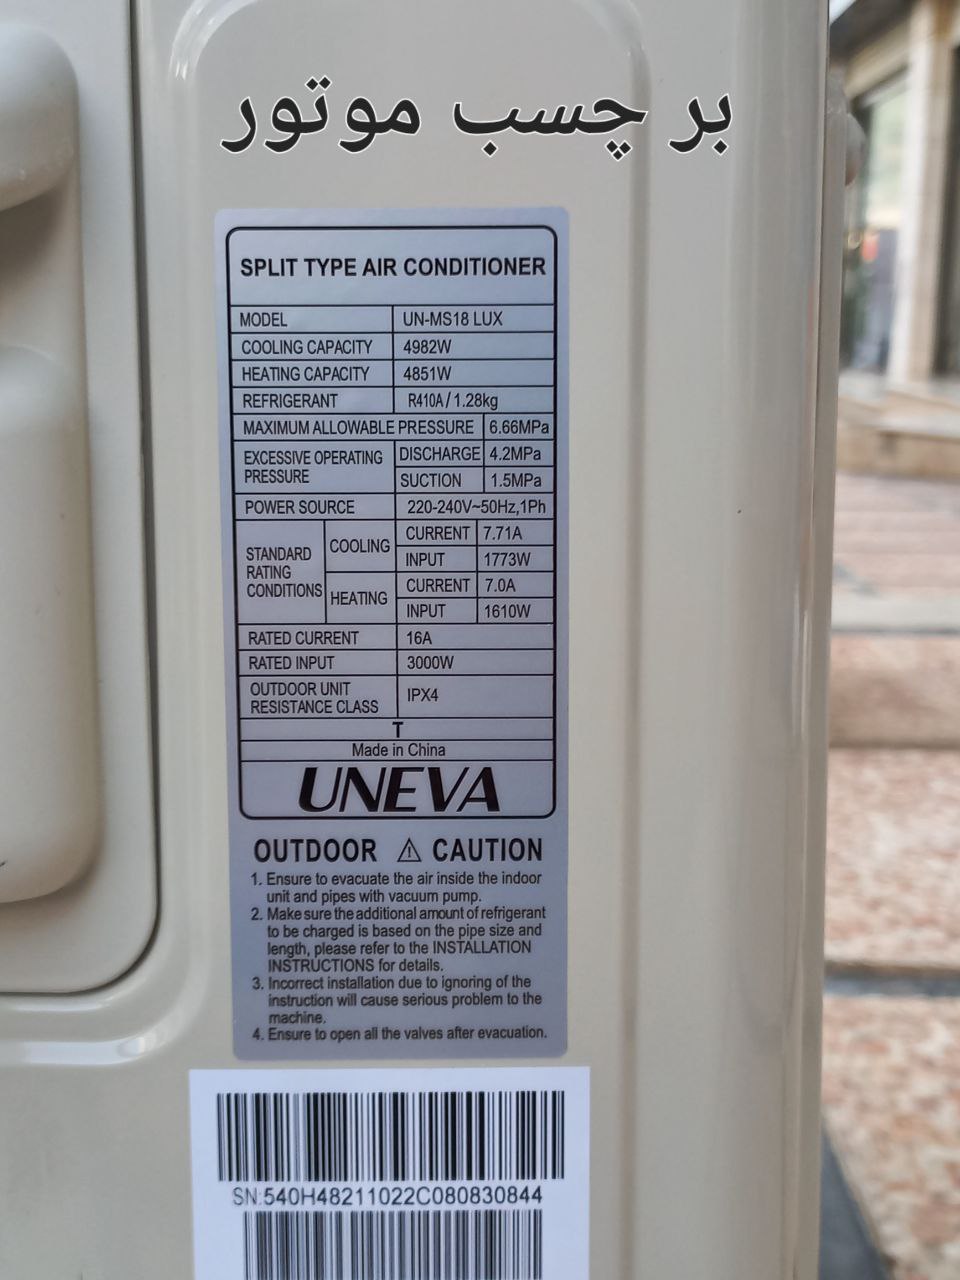 بر چسب موتور
SPLIT TYPE AIR CONDITIONER
MODEL UN-MS18 LUX
COOLING CAPACITY 4982W
HEATING CAPACITY 4851W
REFRIGERANT R410A / 1.28kg
MAXIMUM ALLOWABLE PRESSURE 6.66MPa
EXCESSIVE OPERATING PRESSURE DISCHARGE 4.2MPa
SUCTION 1.5MPa
POWER SOURCE 220-240V~50Hz,1Ph
STANDARD RATING CONDITIONS COOLING CURRENT 7.71A
INPUT 1773W
HEATING CURRENT 7.0A
INPUT 1610W
RATED CURRENT 16A
RATED INPUT 3000W
OUTDOOR UNIT RESISTANCE CLASS IPX4
T
Made in China
UNEVA
OUTDOOR ⚠ CAUTION
1. Ensure to evacuate the air inside the indoor
unit and pipes with vacuum pump.
2. Make sure the additional amount of refrigerant
to be charged is based on the pipe size and
length, please refer to the INSTALLATION
INSTRUCTIONS for details.
3. Incorrect installation due to ignoring of the
instruction will cause serious problem to the
machine.
4. Ensure to open all the valves after evacuation.
SN:540H48211022C080830844